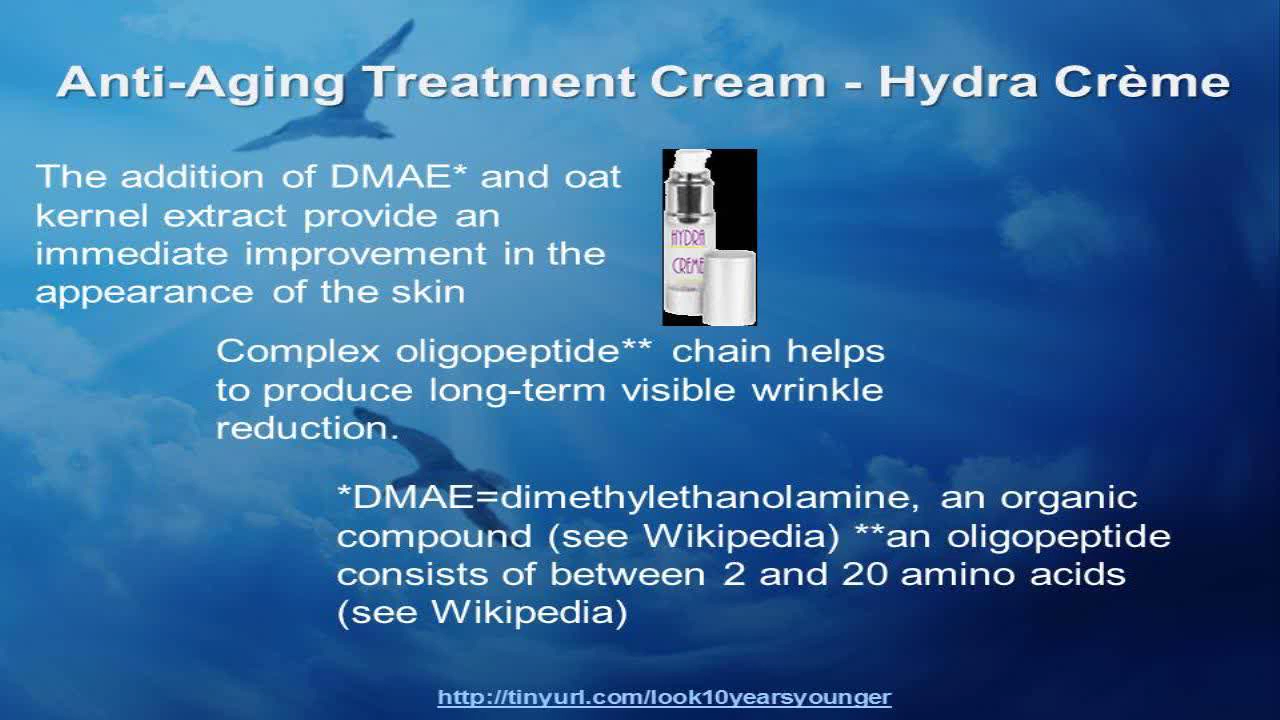 Anti-Aging Treatment Cream - Hydra Crème
The addition of DMAE* and oat
kernel extract provide an
immediate improvement in the
appearance of the skin
HYDRA
CREME
Complex oligopeptide** chain helps
to produce long-term visible wrinkle
reduction.
*DMAE=dimethylethanolamine, an organic
compound (see Wikipedia) **an oligopeptide
consists of between 2 and 20 amino acids
(see Wikipedia)
http://tinyurl.com/look10yearsyounger